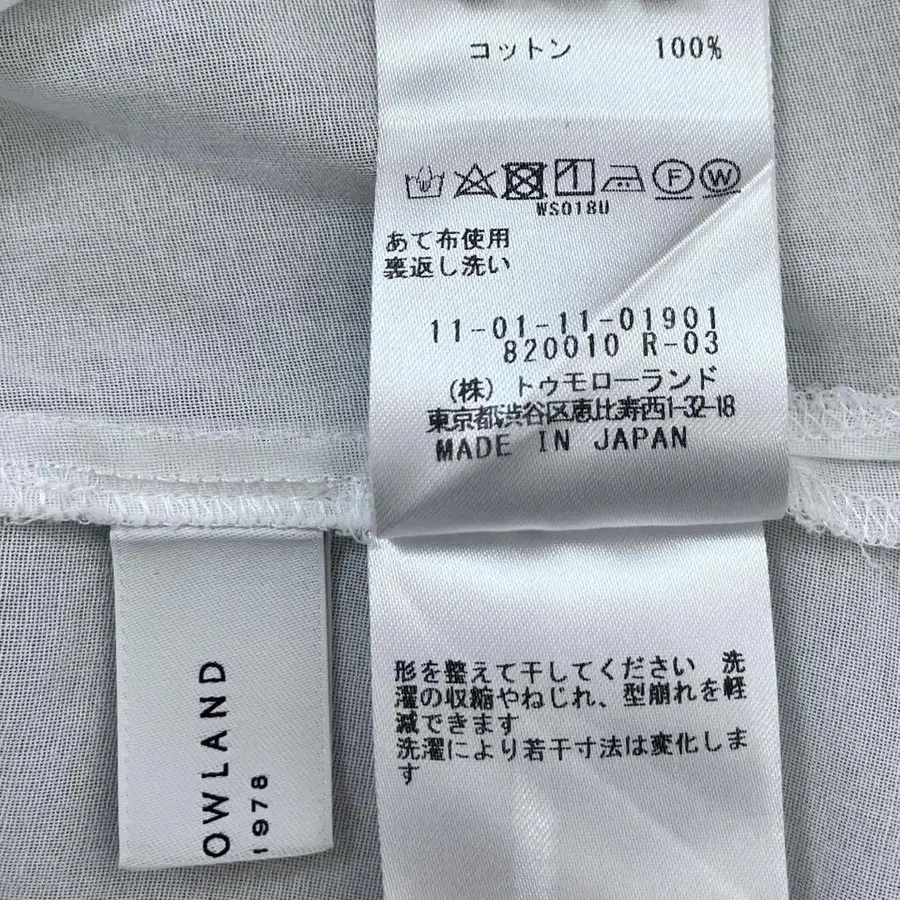 コットン 100%
F W
WS018U
あて布使用
裏返し洗い
11-01-11-01901
820010 R-03
(株) トゥモローランド
東京都渋谷区恵比寿西1-32-18
MADE IN JAPAN
形を整えて干してください 洗
濯の収縮やねじれ、型崩れを軽
減できます
洗濯により若干寸法は変化しま
す
OWLAND
1978